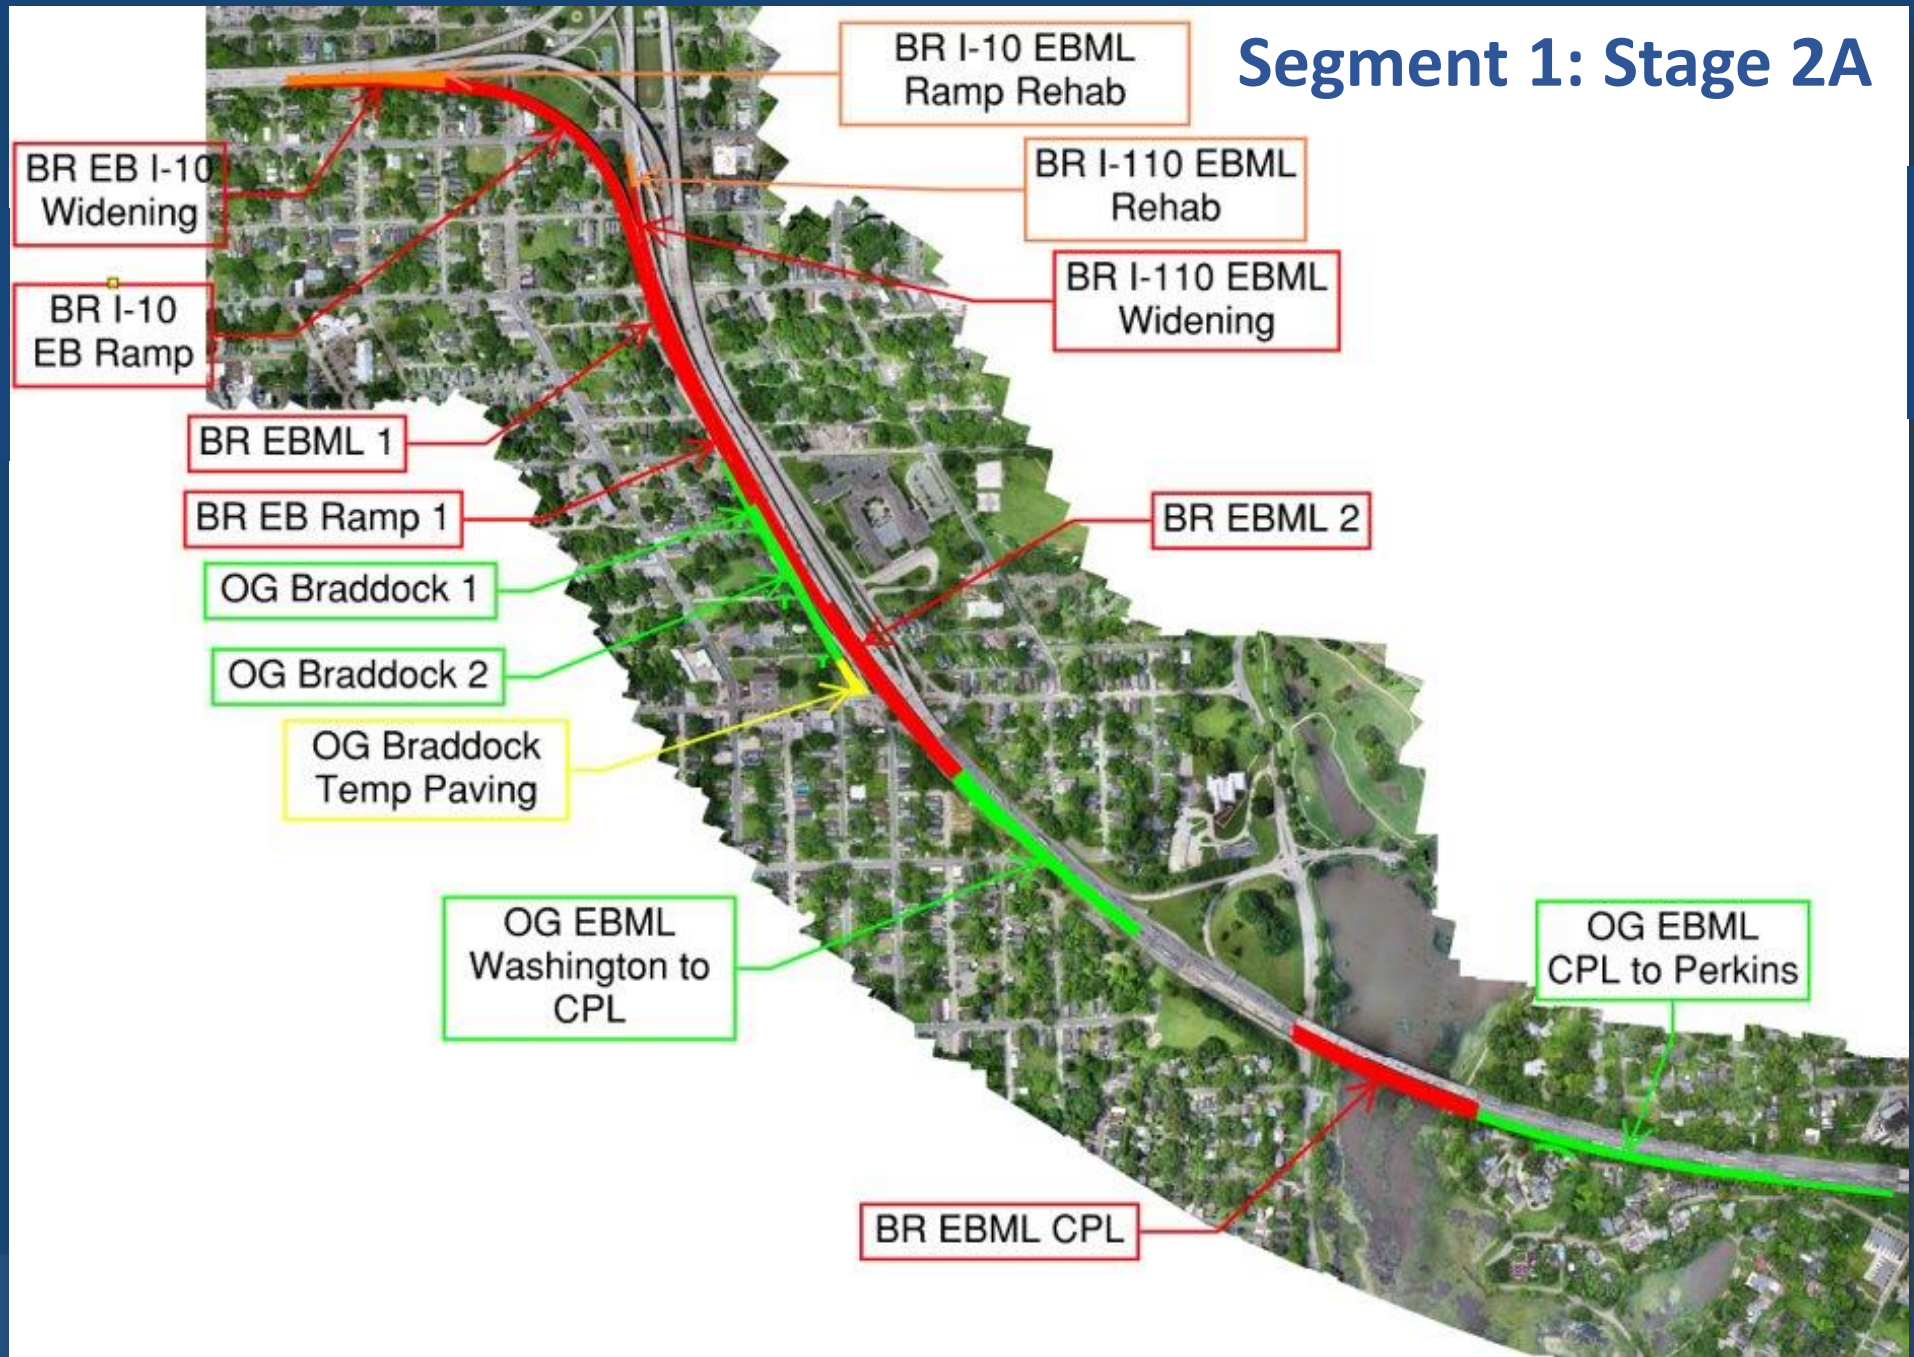 Segment 1: Stage 2A
BR I-10 EBML
Ramp Rehab
BR I-110 EBML
Rehab
BR EB I-10
Widening
BR I-110 EBML
Widening
BR I-10
EB Ramp
BR EBML 1
BR EB Ramp 1
BR EBML 2
OG Braddock 1
OG Braddock 2
OG Braddock
Temp Paving
OG EBML
Washington to
CPL
OG EBML
CPL to Perkins
BR EBML CPL